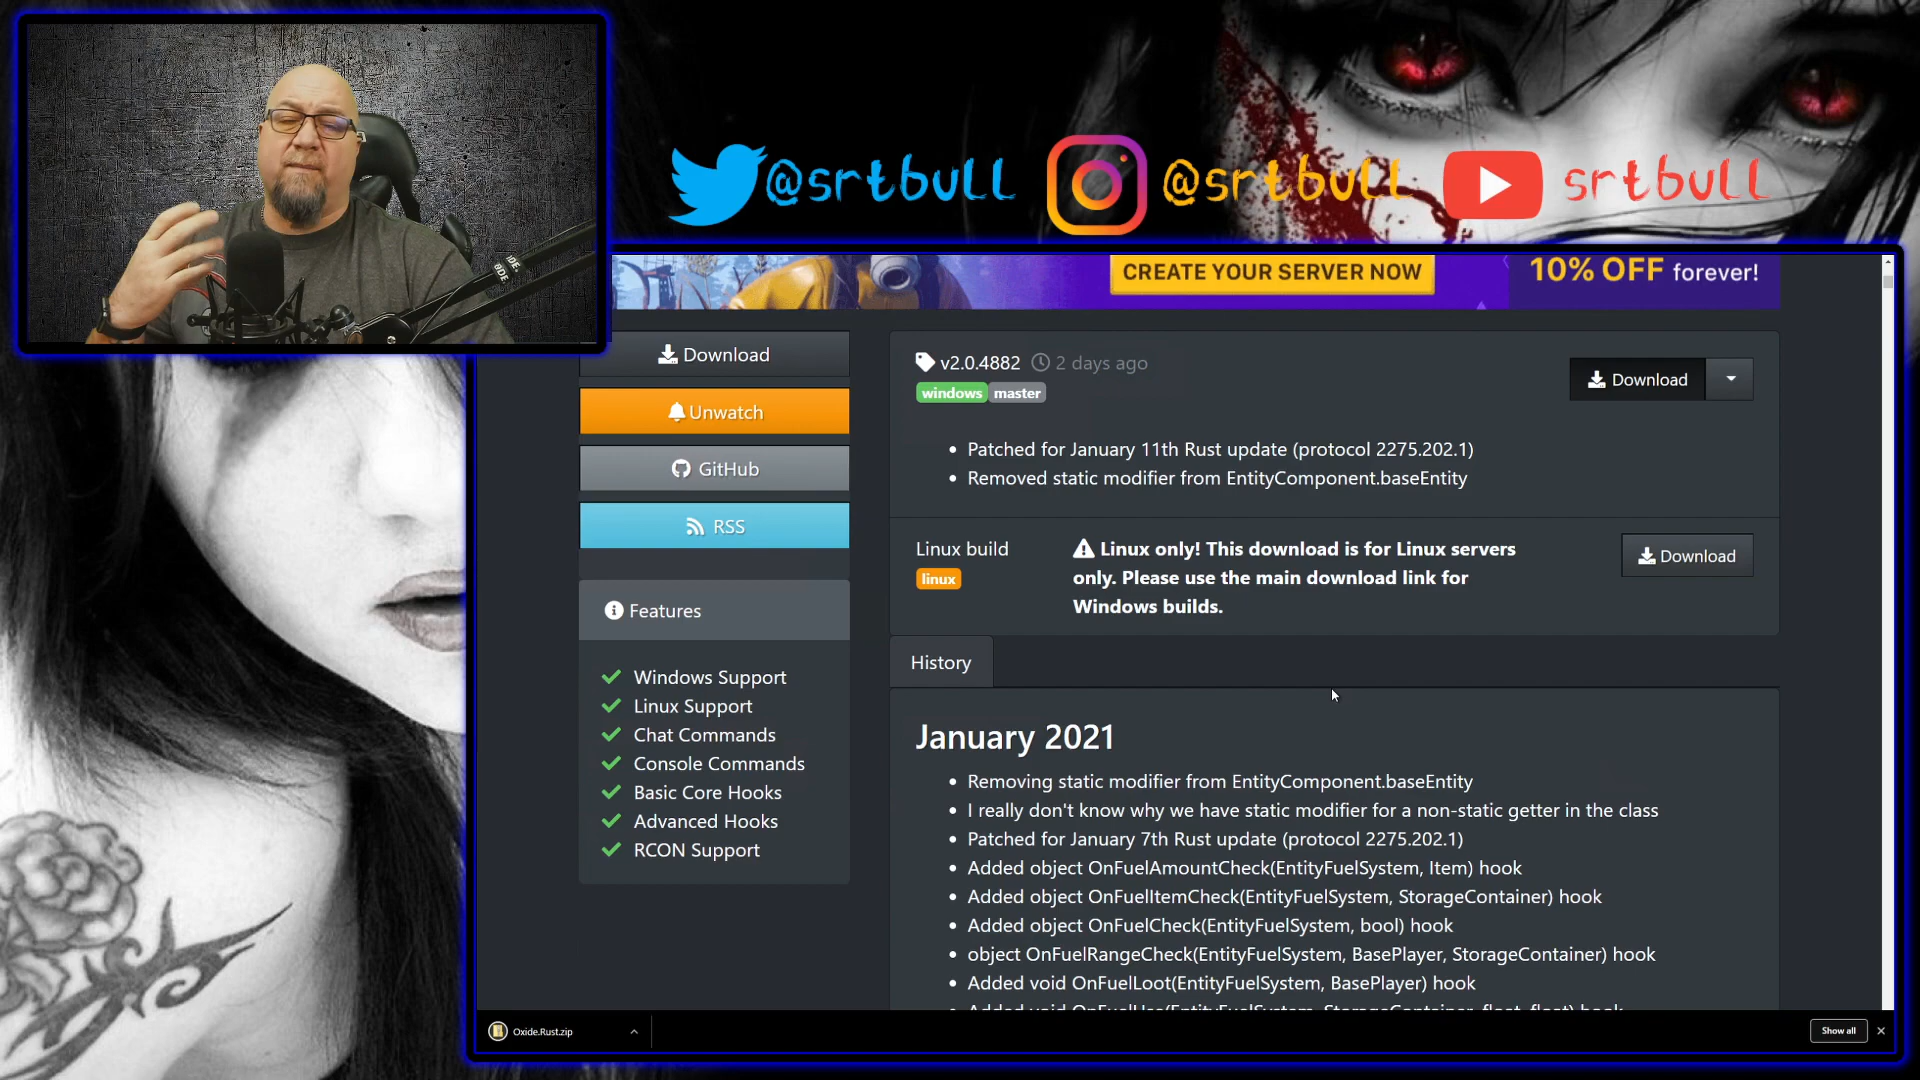 @srtbull @srtbull srtbull
CREATE YOUR SERVER NOW
10% OFF forever!
Download
Unwatch
GitHub
RSS
Features
Windows Support
Linux Support
Chat Commands
Console Commands
Basic Core Hooks
Advanced Hooks
RCON Support
v2.0.4882 2 days ago
windows master
Download
Patched for January 11th Rust update (protocol 2275.202.1)
Removed static modifier from EntityComponent.baseEntity
Linux build
linux
Linux only! This download is for Linux servers
only. Please use the main download link for
Windows builds.
Download
History
January 2021
Removing static modifier from EntityComponent.baseEntity
I really don't know why we have static modifier for a non-static getter in the class
Patched for January 7th Rust update (protocol 2275.202.1)
Added object OnFuelAmountCheck(EntityFuelSystem, Item) hook
Added object OnFuelItemCheck(EntityFuelSystem, StorageContainer) hook
Added object OnFuelCheck(EntityFuelSystem, bool) hook
object OnFuelRangeCheck(EntityFuelSystem, BasePlayer, StorageContainer) hook
Added void OnFuelLoot(EntityFuelSystem, BasePlayer) hook
Oxide.Rust.zip
Show all